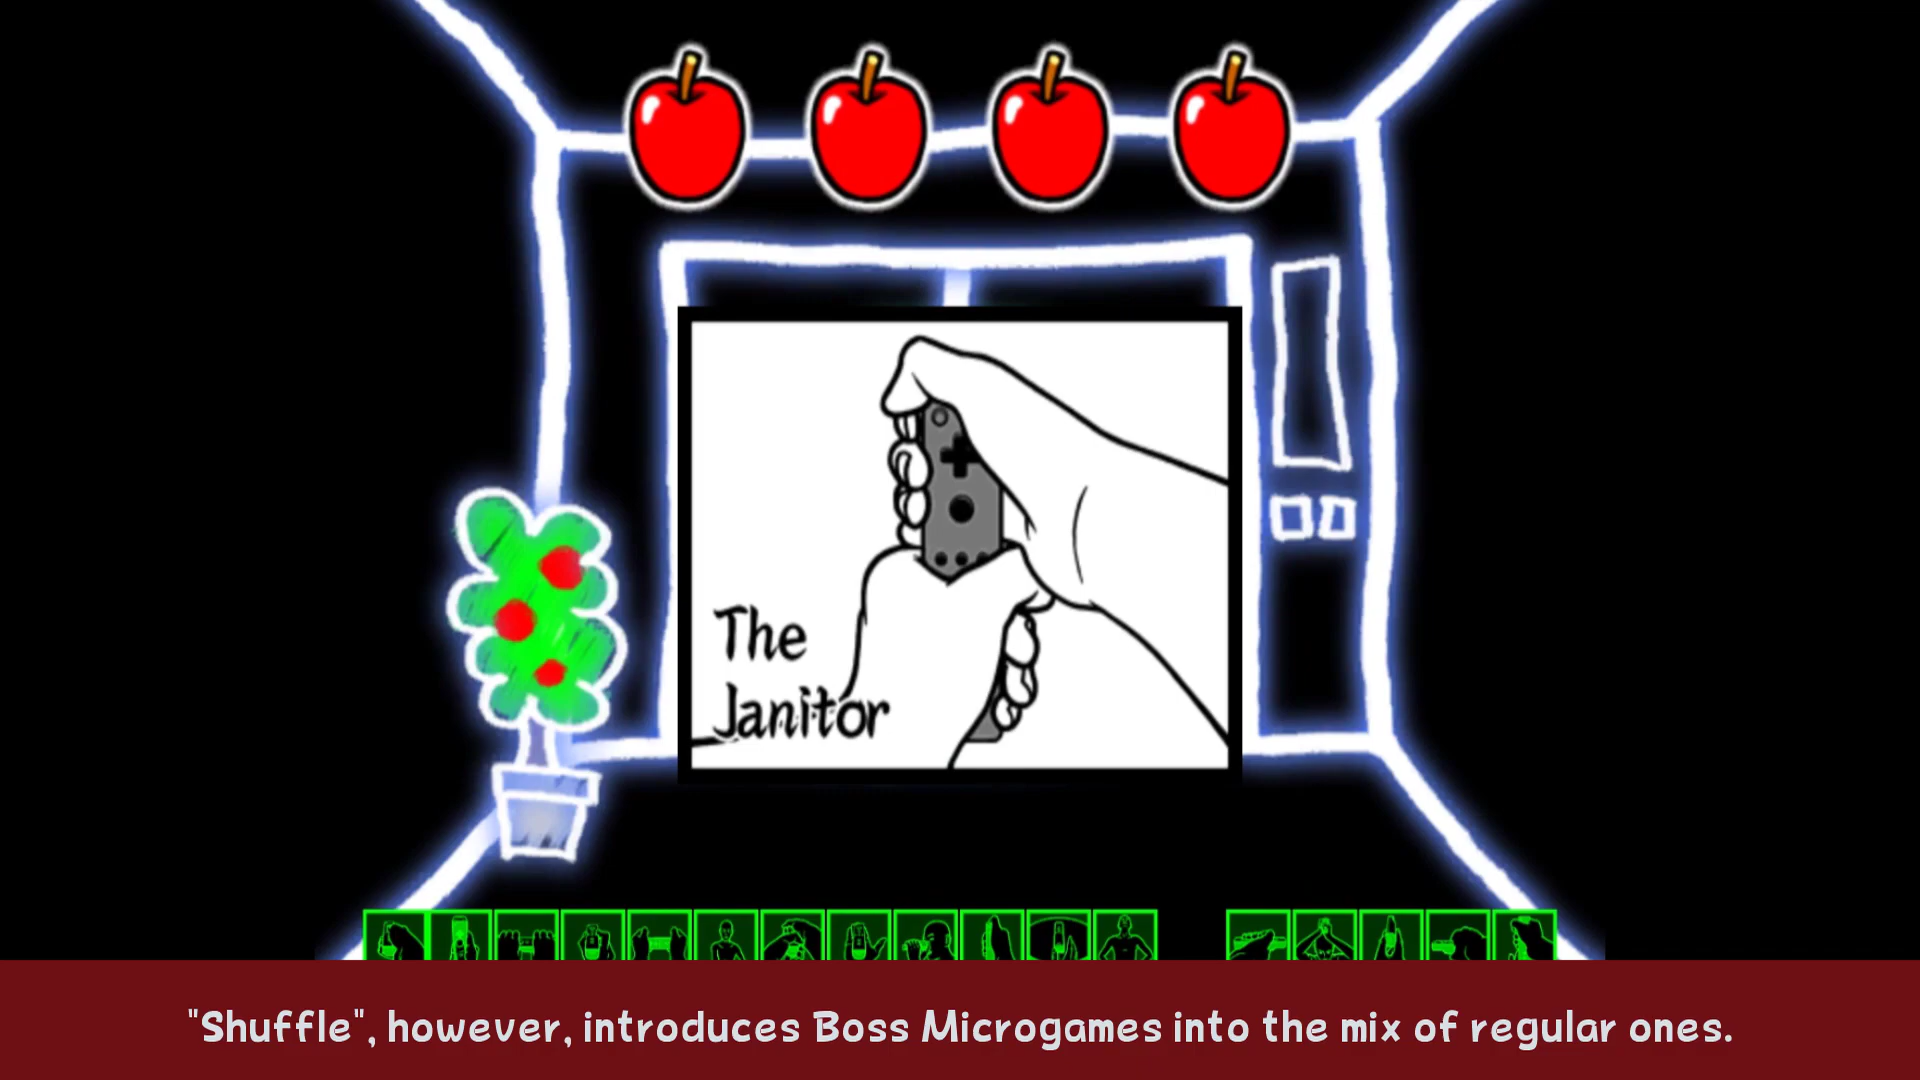 The
Janitor
"Shuffle", however, introduces Boss Microgames into the mix of regular ones.